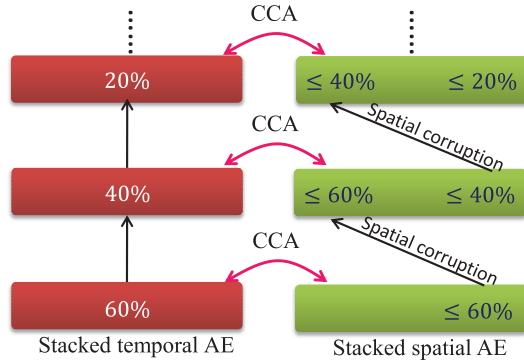 CCA
20%
≤ 40% ≤ 20%
Spatial corruption
CCA
40%
≤ 60% ≤ 40%
Spatial corruption
CCA
60%
≤ 60%
Stacked temporal AE
Stacked spatial AE